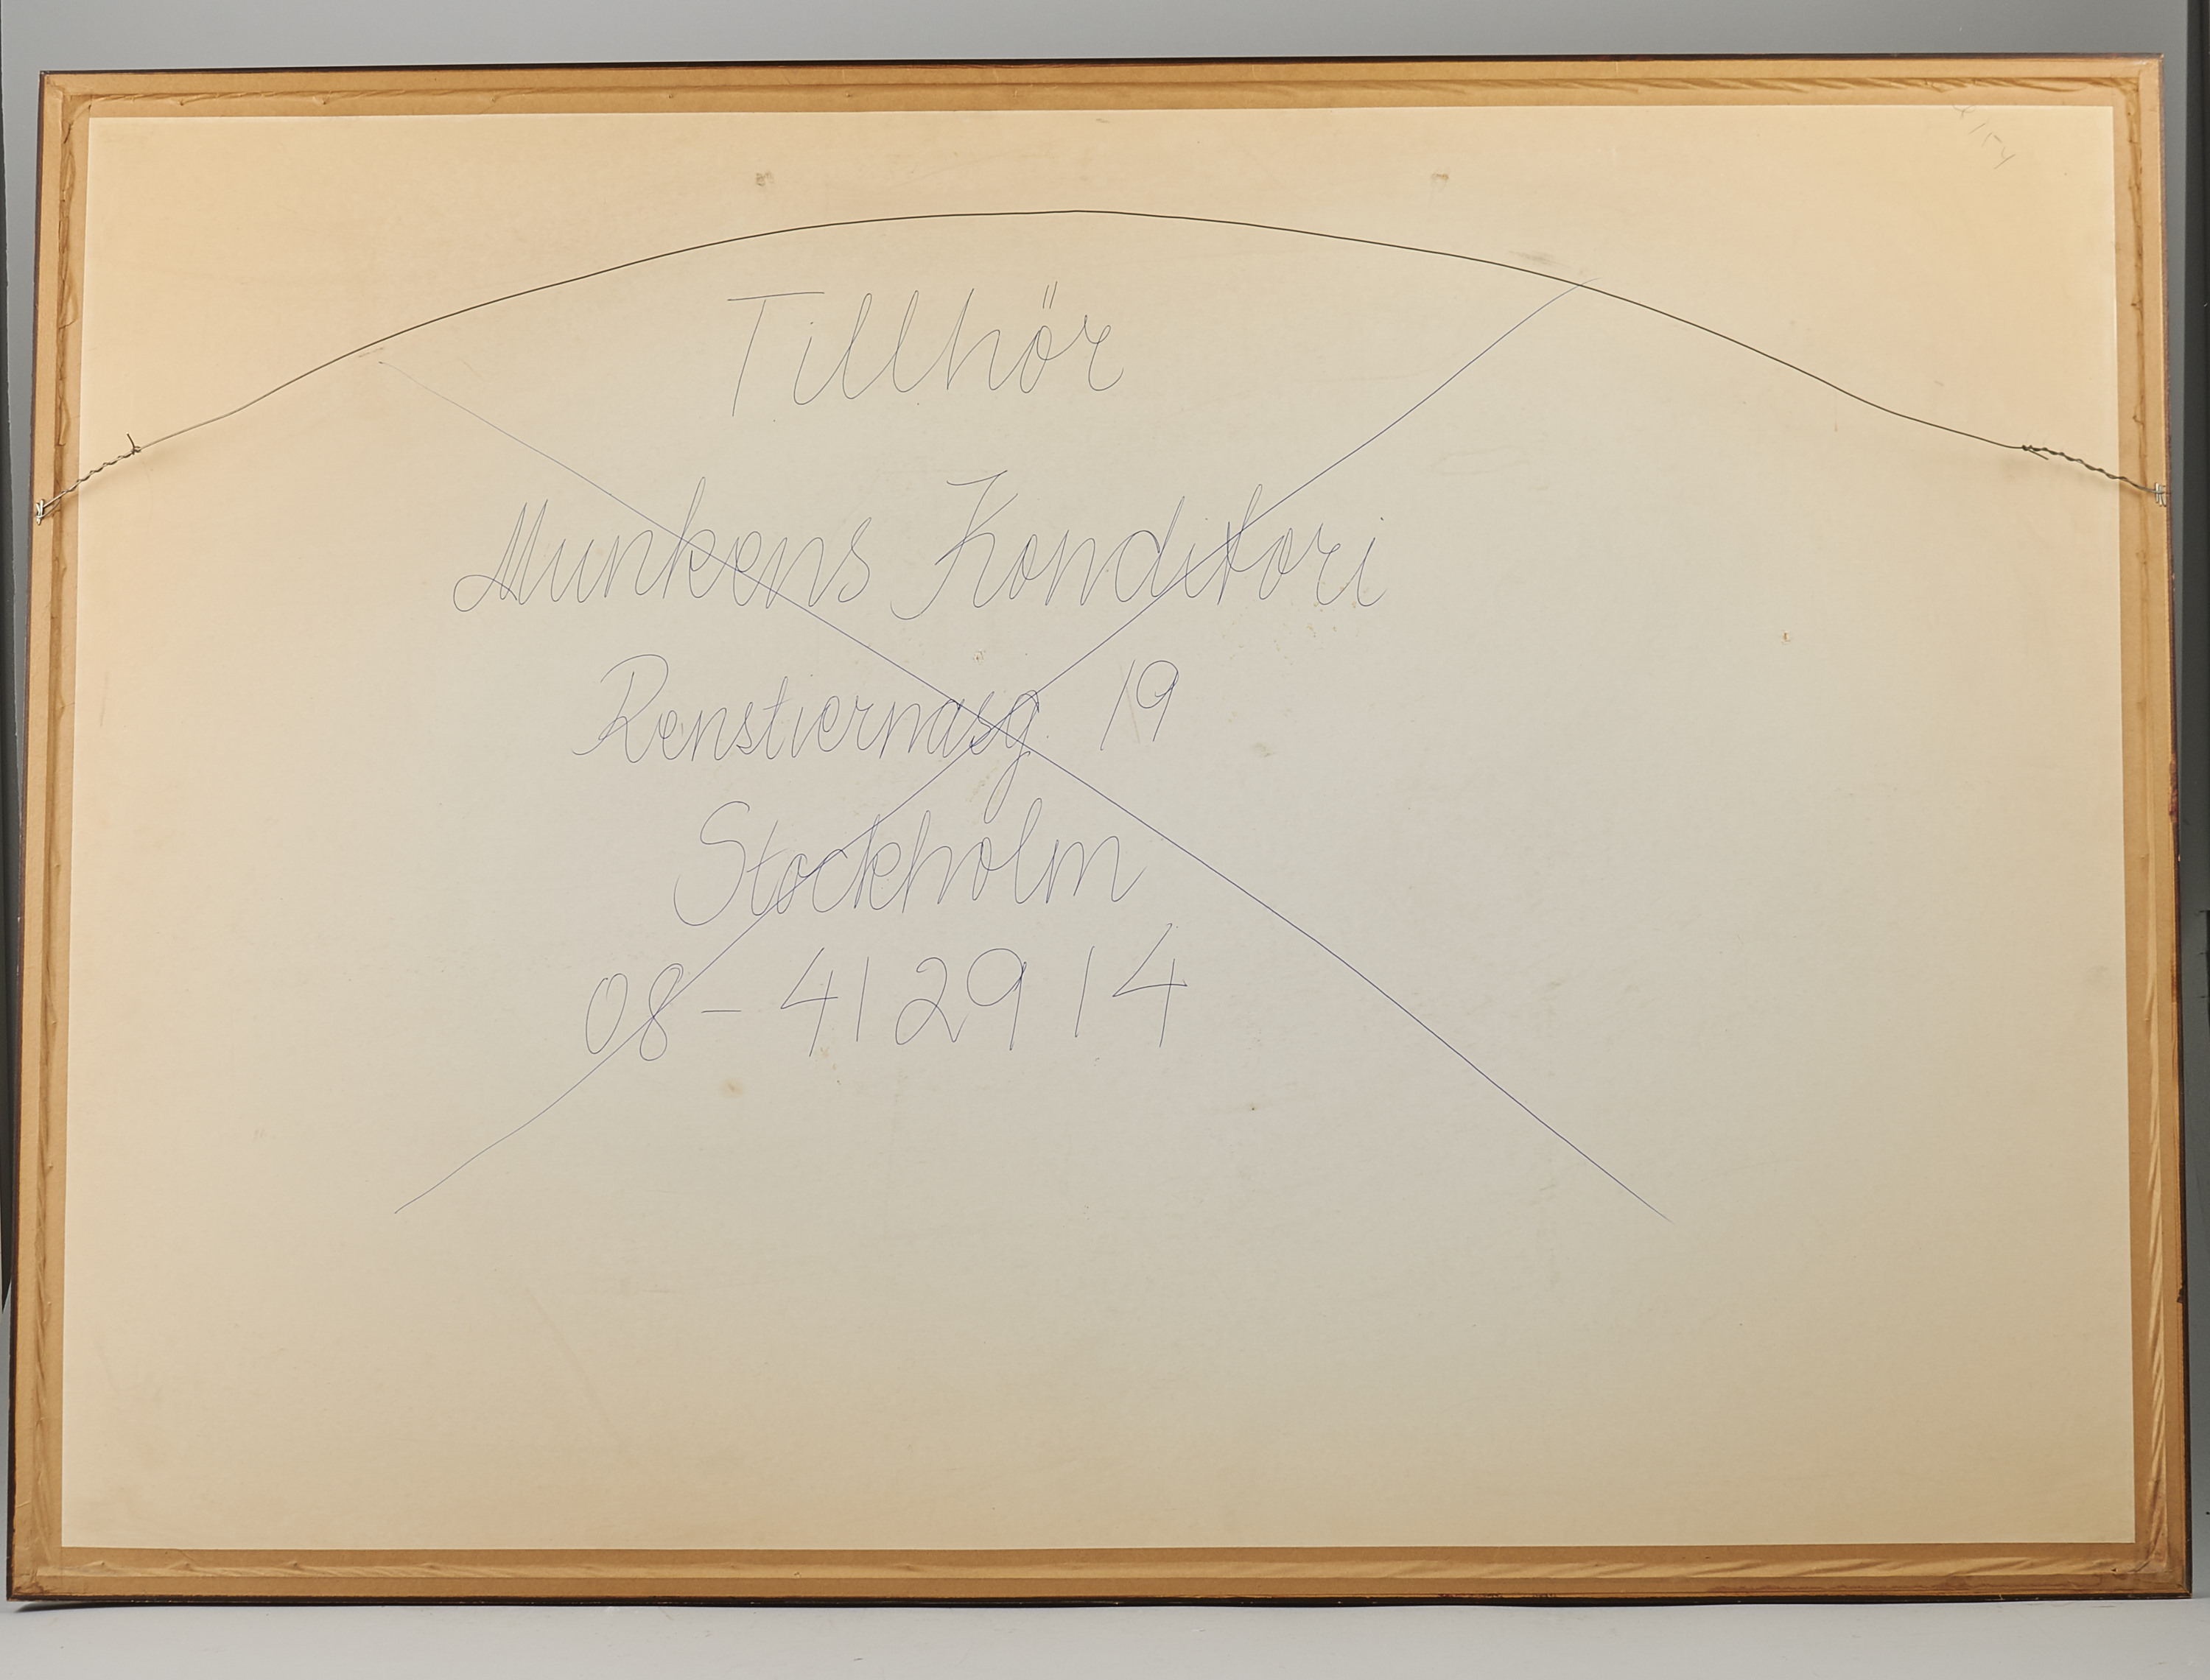 Tillhör
Munkens Konditori
Renstiernasg 19
Stockholm
08-412914